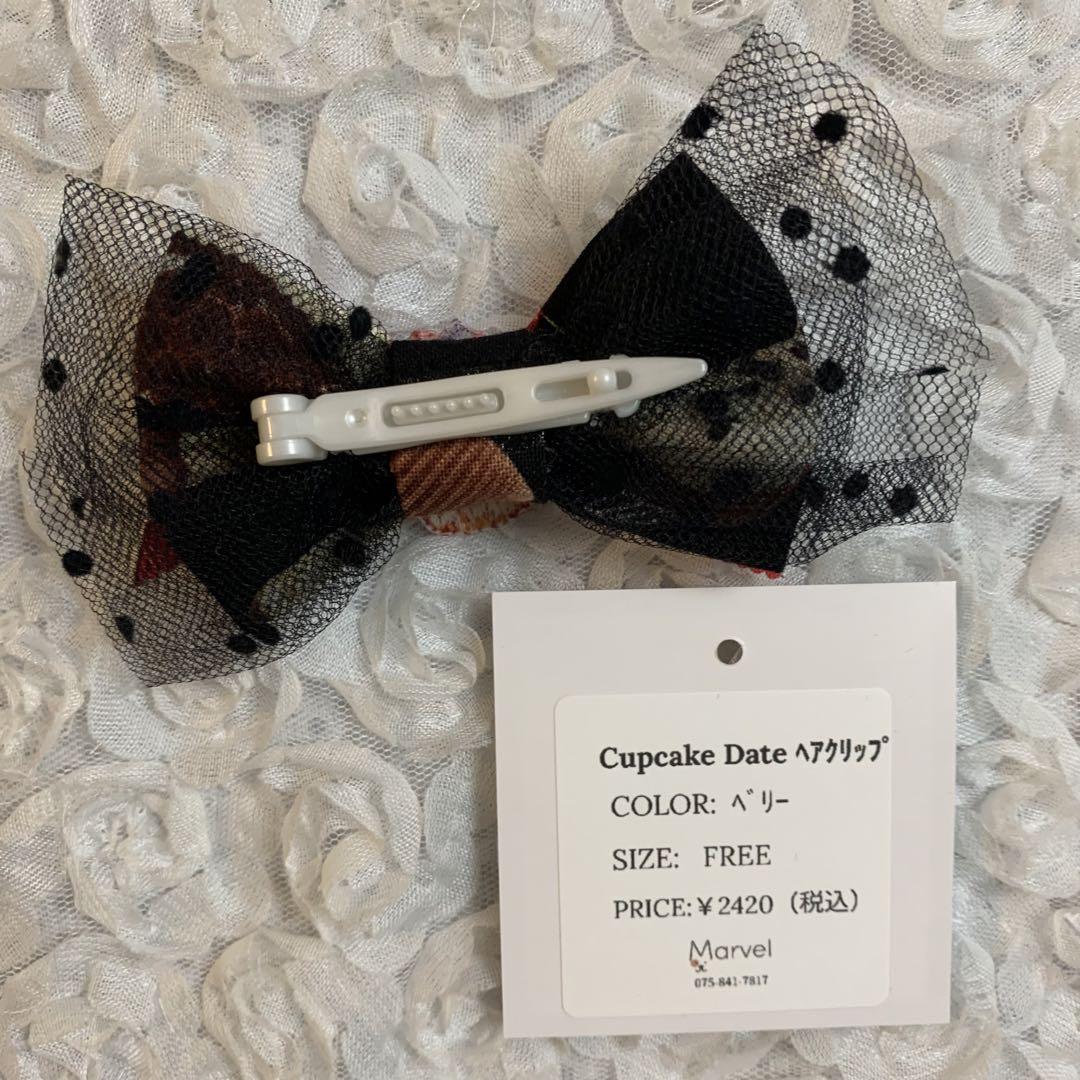 Cupcake Date ﾍｱｸﾘｯﾌﾟ
COLOR: ﾍﾞﾘｰ
SIZE: FREE
PRICE:￥2420（税込）
Marvel
075-841-7817